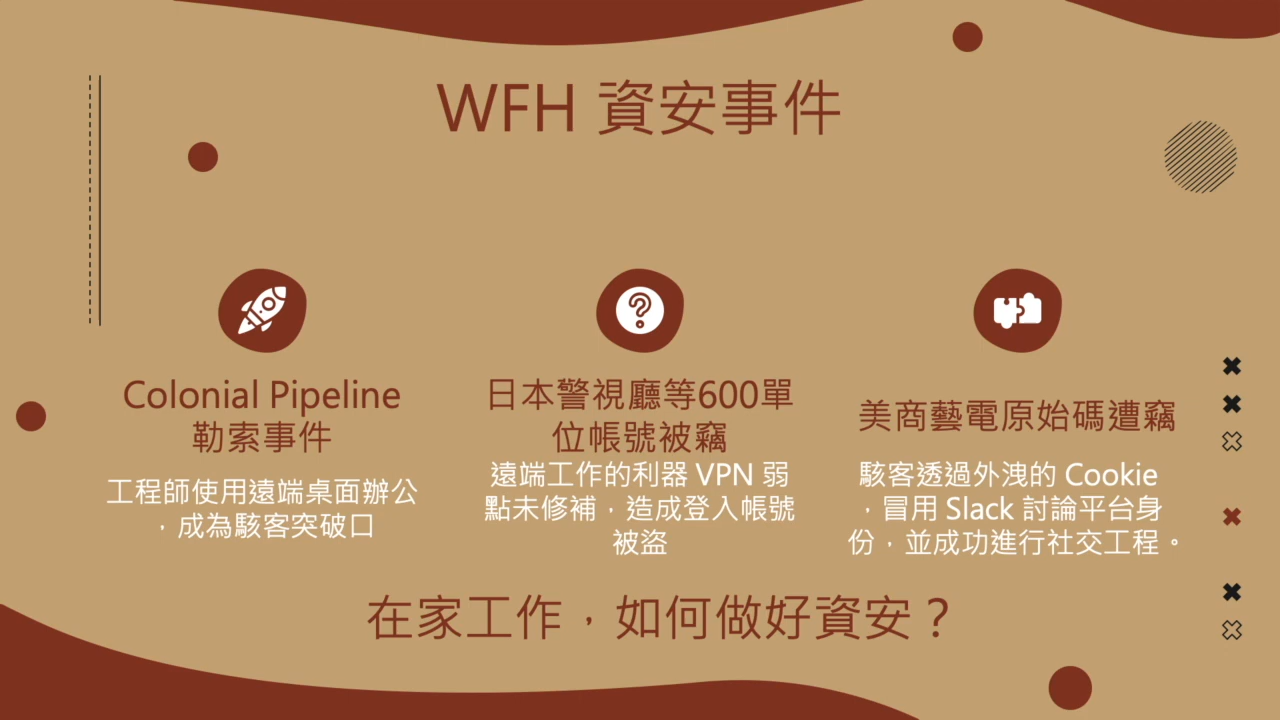 WFH 資安事件
Colonial Pipeline
勒索事件
工程師使用遠端桌面辦公
，成為駭客突破口
日本警視廳等600單
位帳號被竊
遠端工作的利器 VPN 弱
點未修補，造成登入帳號
被盜
美商藝電原始碼遭竊
駭客透過外洩的 Cookie
，冒用 Slack 討論平台身
份，並成功進行社交工程。
在家工作，如何做好資安？